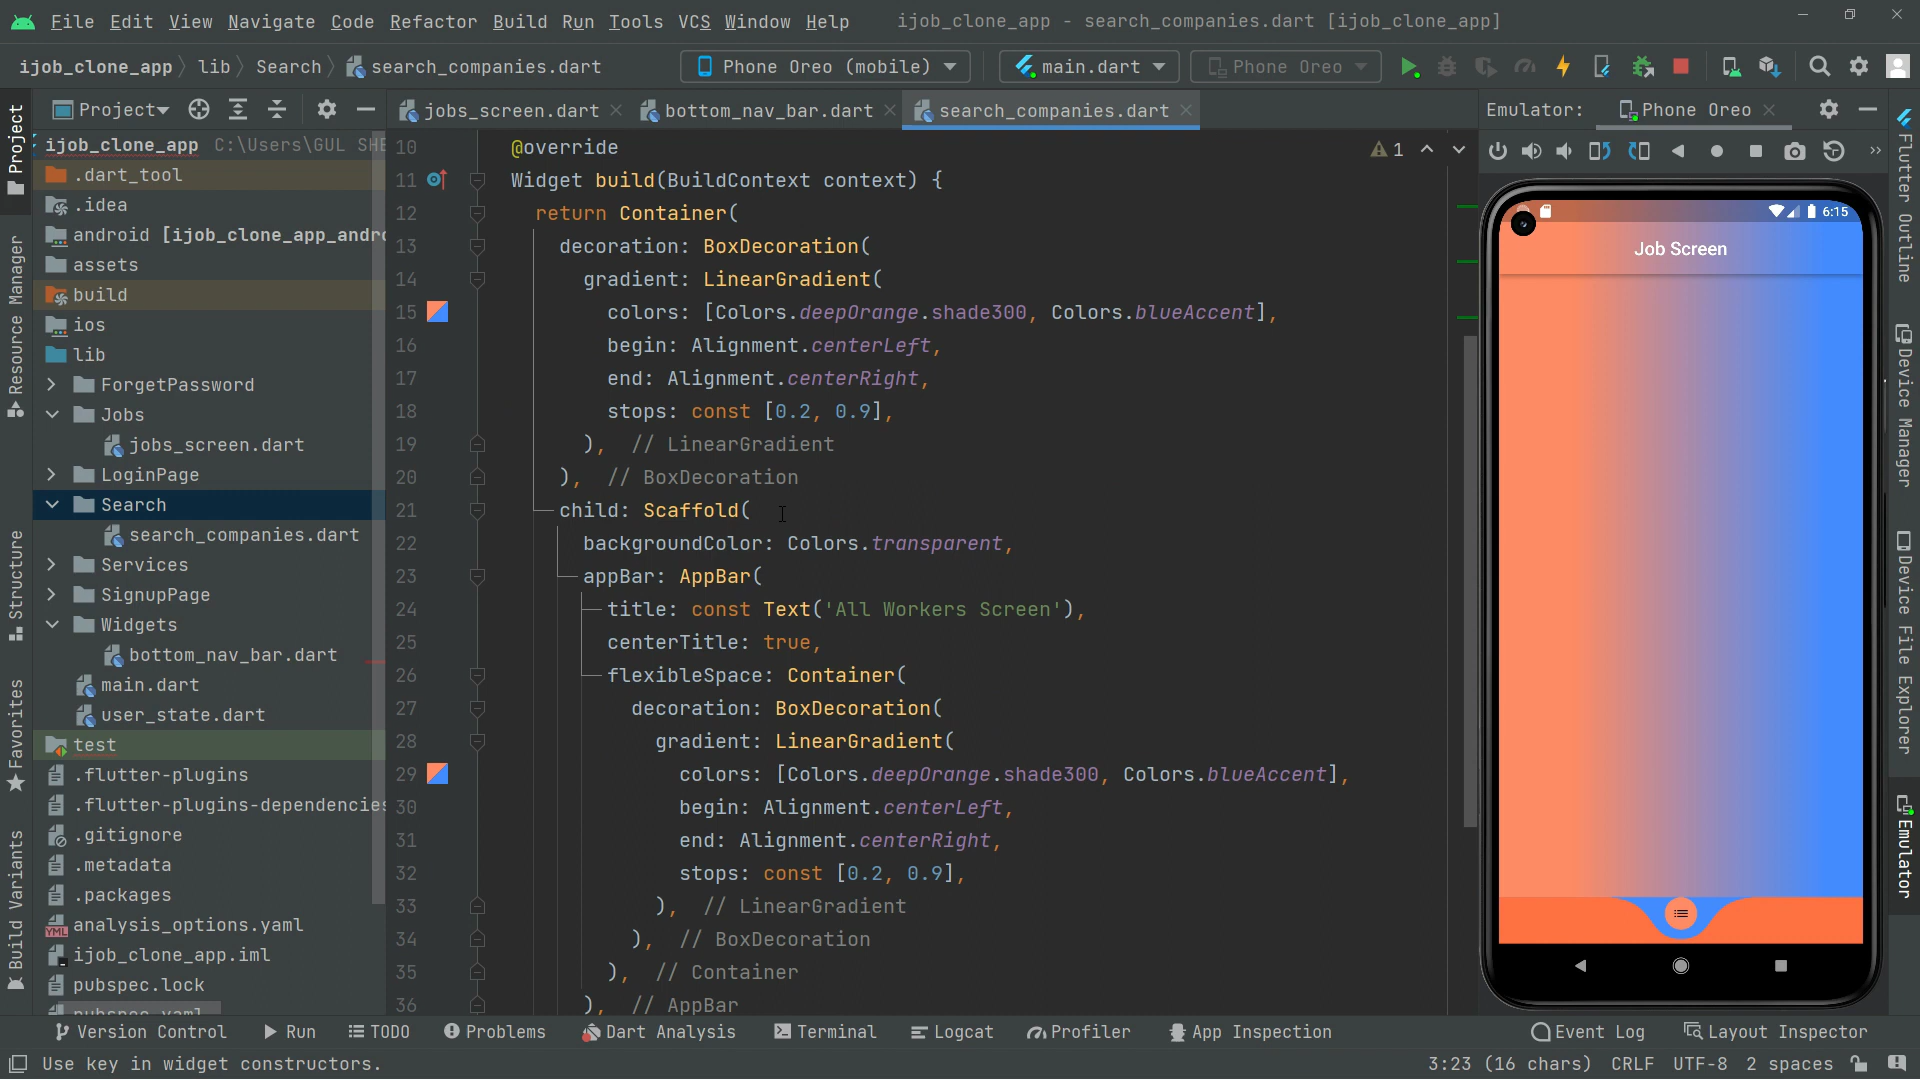 File Edit View Navigate Code Refactor Build Run Tools VCS Window Help ijob_clone_app - search_companies.dart [ijob_clone_app]
ijob_clone_app lib Search search_companies.dart Phone Oreo (mobile) main.dart Phone Oreo
Project
jobs_screen.dart bottom_nav_bar.dart search_companies.dart
Emulator: Phone Oreo
Project
Resource Manager
Structure
Favorites
Build Variants
ijob_clone_app C:\Users\GUL SHE
.dart_tool
.idea
android [ijob_clone_app_andro
assets
build
ios
lib
ForgetPassword
Jobs
jobs_screen.dart
LoginPage
Search
search_companies.dart
Services
SignupPage
Widgets
bottom_nav_bar.dart
main.dart
user_state.dart
test
.flutter-plugins
.flutter-plugins-dependencies
.gitignore
.metadata
.packages
analysis_options.yaml
ijob_clone_app.iml
pubspec.lock
pubspec.yaml
1
10 @override
11 Widget build(BuildContext context) {
12 return Container(
13 decoration: BoxDecoration(
14 gradient: LinearGradient(
15 colors: [Colors.deepOrange.shade300, Colors.blueAccent],
16 begin: Alignment.centerLeft,
17 end: Alignment.centerRight,
18 stops: const [0.2, 0.9],
19 ), // LinearGradient
20 ), // BoxDecoration
21 child: Scaffold(
22 backgroundColor: Colors.transparent,
23 appBar: AppBar(
24 title: const Text('All Workers Screen'),
25 centerTitle: true,
26 flexibleSpace: Container(
27 decoration: BoxDecoration(
28 gradient: LinearGradient(
29 colors: [Colors.deepOrange.shade300, Colors.blueAccent],
30 begin: Alignment.centerLeft,
31 end: Alignment.centerRight,
32 stops: const [0.2, 0.9],
33 ), // LinearGradient
34 ), // BoxDecoration
35 ), // Container
36 ), // AppBar
6:15
Job Screen
Flutter Outline
Device Manager
Device File Explorer
Emulator
Version Control Run TODO Problems Dart Analysis Terminal Logcat Profiler App Inspection Event Log Layout Inspector
Use key in widget constructors. 3:23 (16 chars) CRLF UTF-8 2 spaces